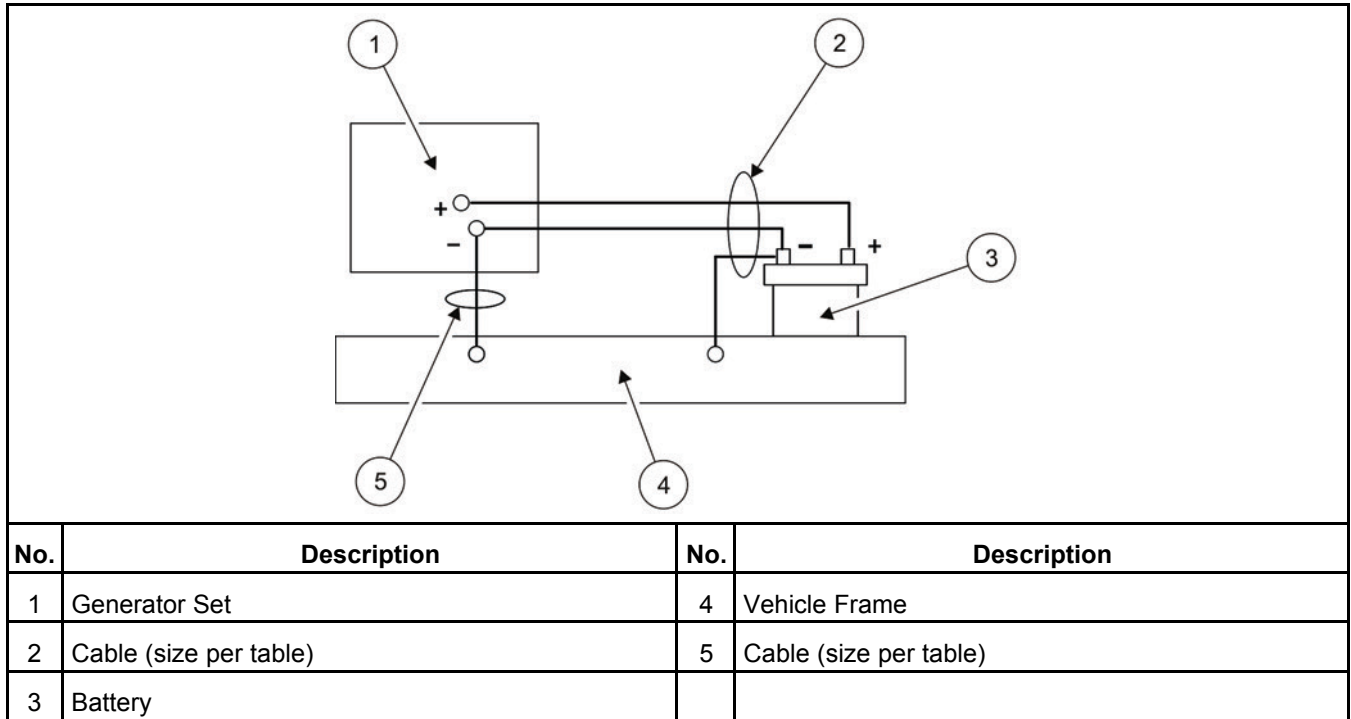 1 2
+
−
− +
3
5 4
No. Description No. Description
1 Generator Set 4 Vehicle Frame
2 Cable (size per table) 5 Cable (size per table)
3 Battery